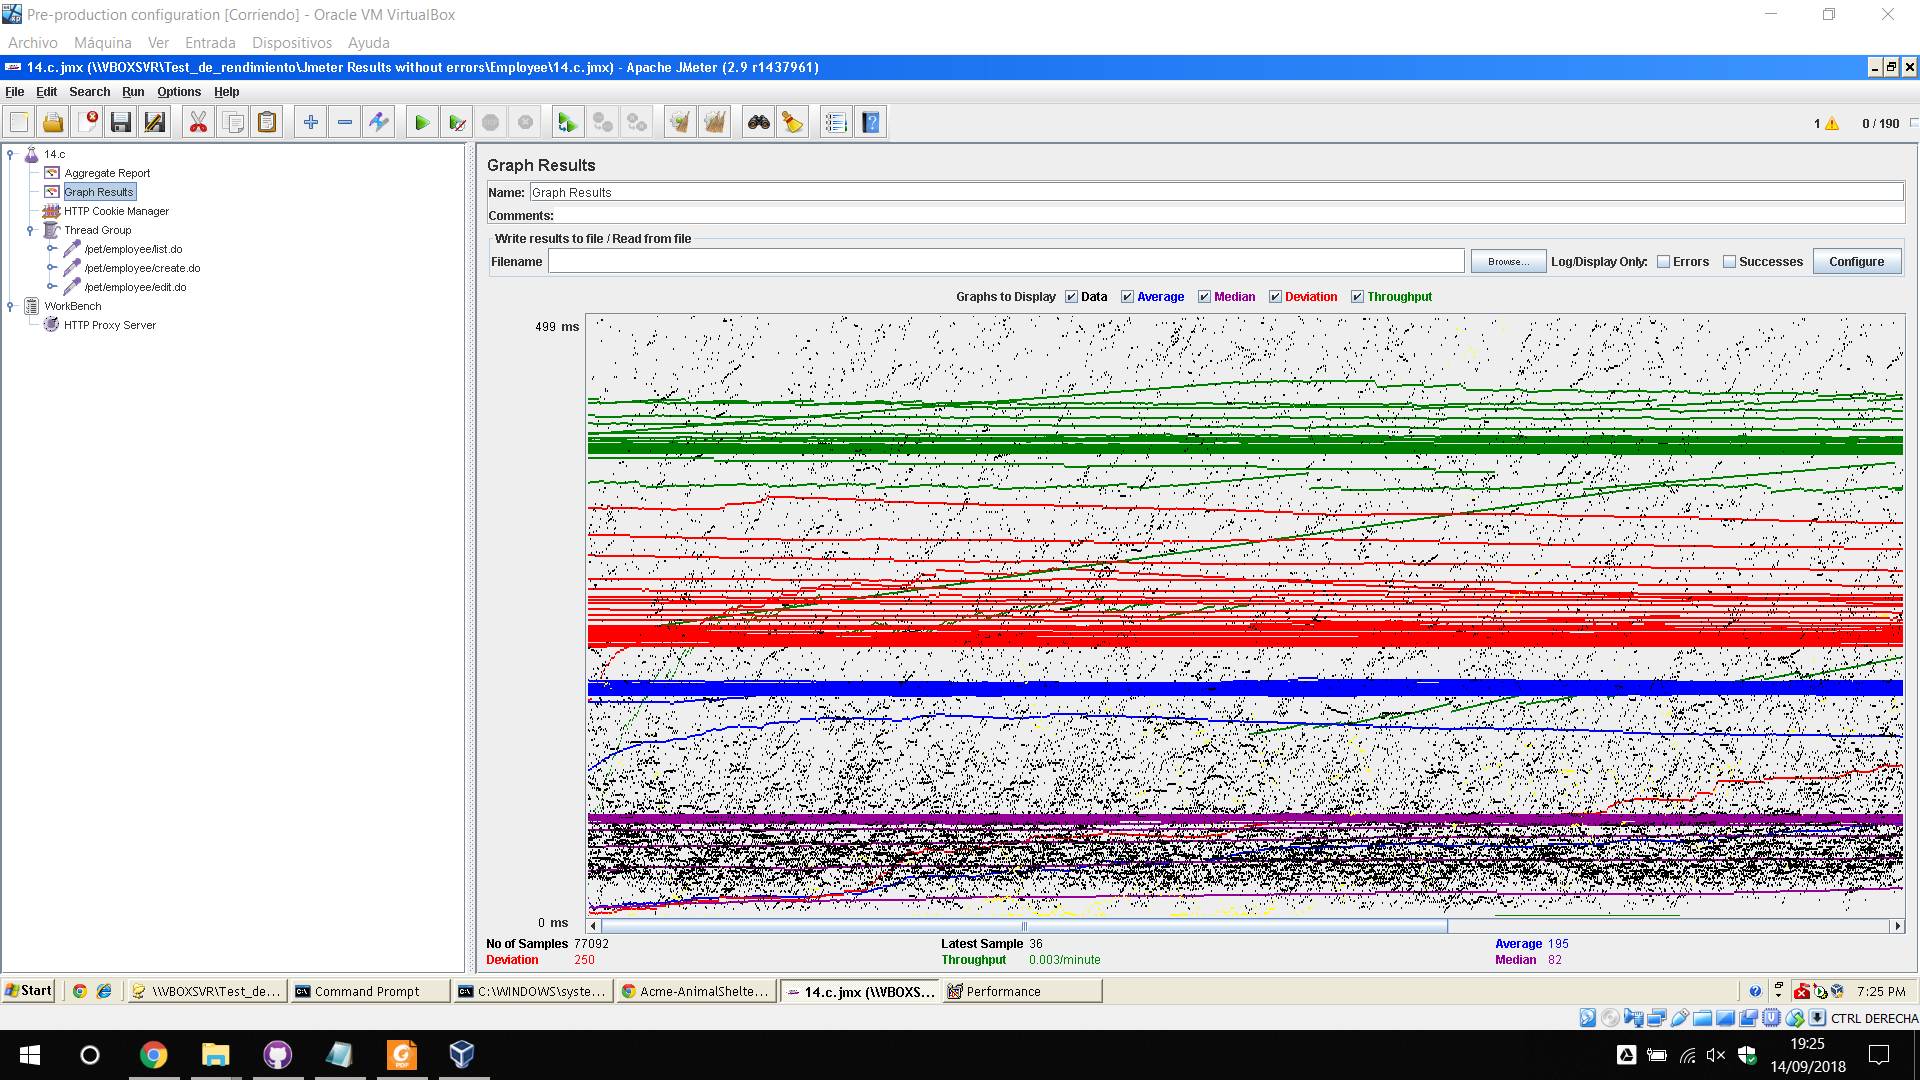 Pre-production configuration [Corriendo] - Oracle VM VirtualBox
Archivo Máquina Ver Entrada Dispositivos Ayuda
14.c.jmx (\\VBOXSVR\Test_de_rendimiento\Jmeter Results without errors\Employee\14.c.jmx) - Apache JMeter (2.9 r1437961)
File Edit Search Run Options Help
1 0 / 190
14.c
Aggregate Report
Graph Results
HTTP Cookie Manager
Thread Group
/pet/employee/list.do
/pet/employee/create.do
/pet/employee/edit.do
WorkBench
HTTP Proxy Server
Graph Results
Name: Graph Results
Comments:
Write results to file / Read from file
Filename Browse... Log/Display Only: Errors Successes Configure
Graphs to Display Data Average Median Deviation Throughput
499 ms
0 ms
No of Samples 77092 Latest Sample 36 Average 195
Deviation 250 Throughput 0.003/minute Median 82
Start \\VBOXSVR\Test_de... Command Prompt C:\WINDOWS\syste... Acme-AnimalShelte... 14.c.jmx (\\VBOXS... Performance 7:25 PM
CTRL DERECHA
19:25
14/09/2018